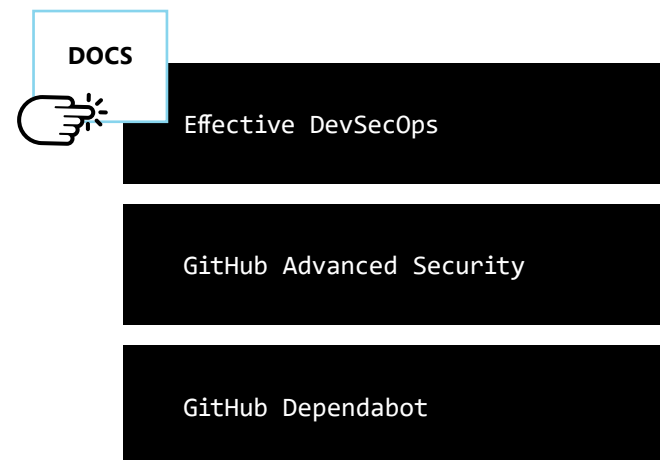 DOCS
Effective DevSecOps
GitHub Advanced Security
GitHub Dependabot